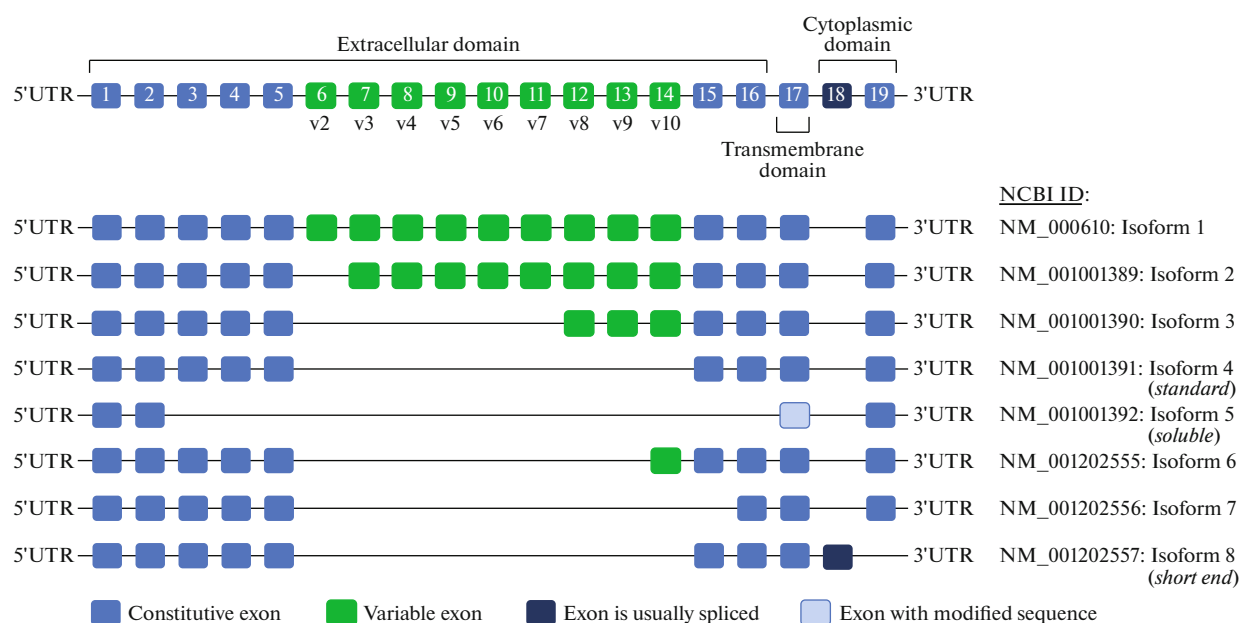 Extracellular domain
Cytoplasmic
domain
5'UTR 1 2 3 4 5 6 7 8 9 10 11 12 13 14 15 16 17 18 19 3'UTR
v2 v3 v4 v5 v6 v7 v8 v9 v10
Transmembrane
domain
NCBI ID:
5'UTR 3'UTR NM_000610: Isoform 1
5'UTR 3'UTR NM_001001389: Isoform 2
5'UTR 3'UTR NM_001001390: Isoform 3
5'UTR 3'UTR NM_001001391: Isoform 4
(standard)
5'UTR 3'UTR NM_001001392: Isoform 5
(soluble)
5'UTR 3'UTR NM_001202555: Isoform 6
5'UTR 3'UTR NM_001202556: Isoform 7
5'UTR 3'UTR NM_001202557: Isoform 8
(short end)
Constitutive exon Variable exon Exon is usually spliced Exon with modified sequence